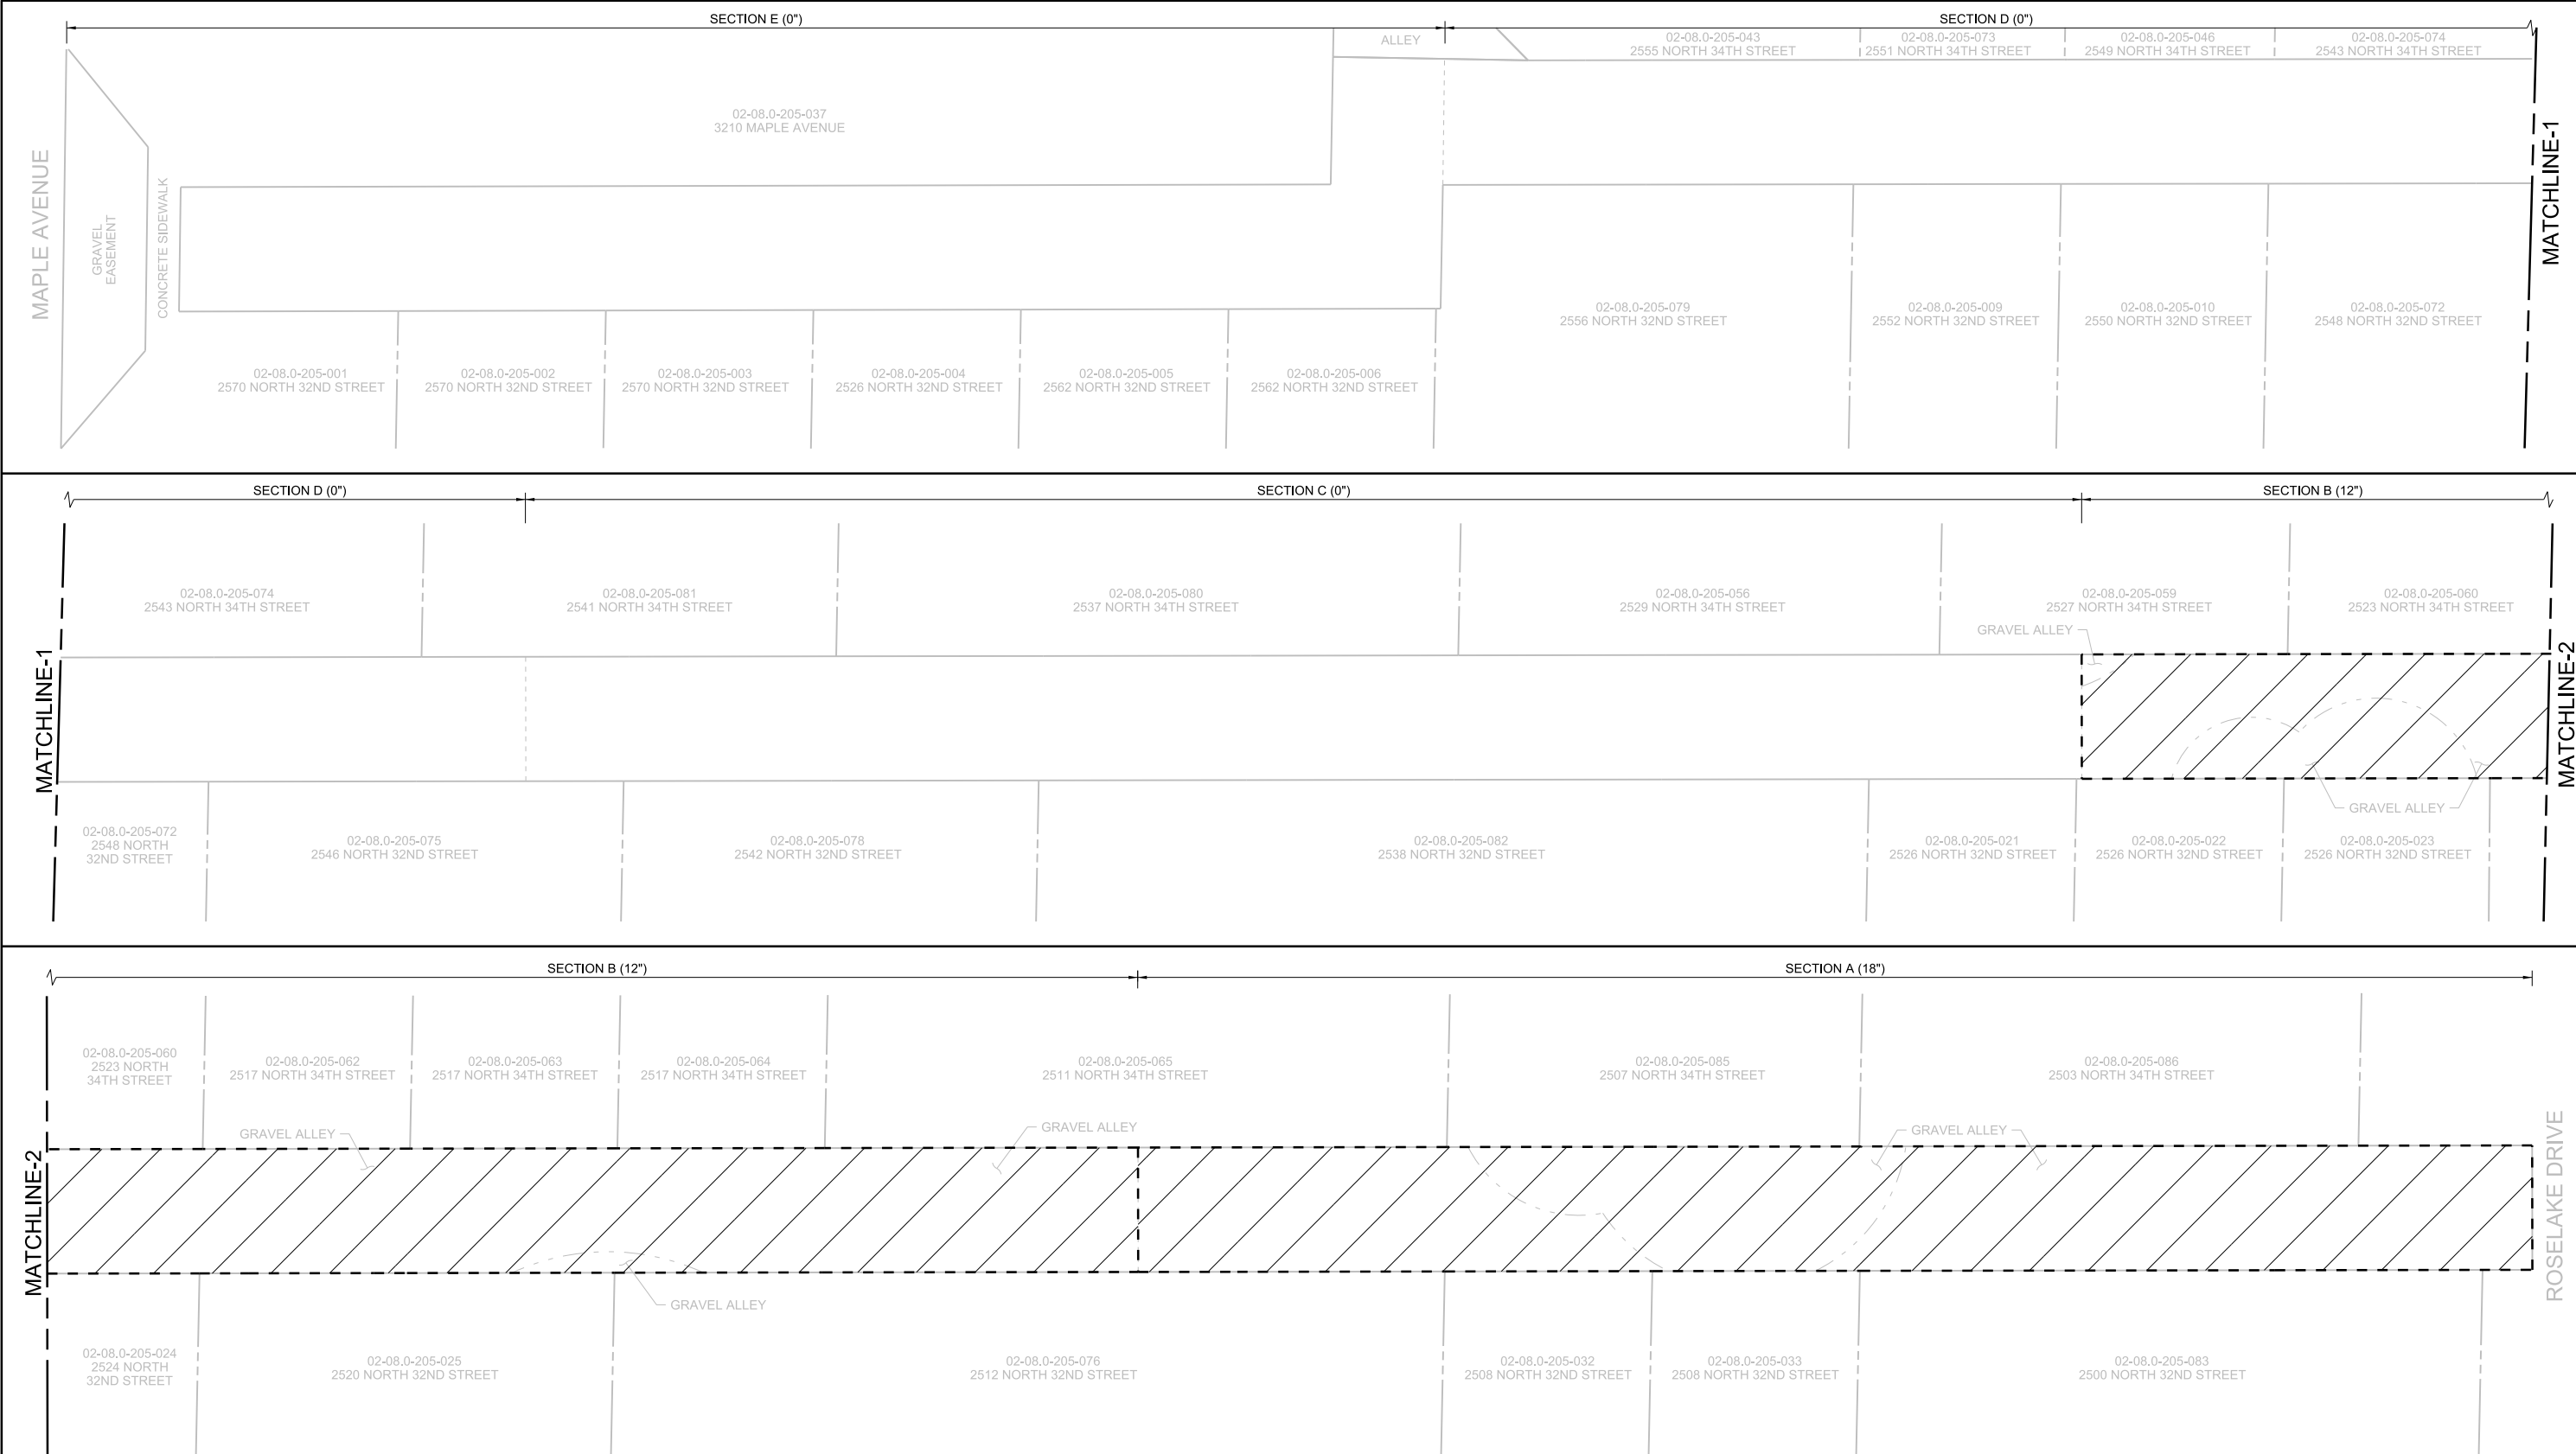 SECTION E (0")
SECTION D (0")
ALLEY
02-08.0-205-043
2555 NORTH 34TH STREET
02-08.0-205-073
2551 NORTH 34TH STREET
02-08.0-205-046
2549 NORTH 34TH STREET
02-08.0-205-074
2543 NORTH 34TH STREET
02-08.0-205-037
3210 MAPLE AVENUE
MAPLE AVENUE
GRAVEL
EASEMENT
CONCRETE SIDEWALK
MATCHLINE-1
02-08.0-205-079
2556 NORTH 32ND STREET
02-08.0-205-009
2552 NORTH 32ND STREET
02-08.0-205-010
2550 NORTH 32ND STREET
02-08.0-205-072
2548 NORTH 32ND STREET
02-08.0-205-001
2570 NORTH 32ND STREET
02-08.0-205-002
2570 NORTH 32ND STREET
02-08.0-205-003
2570 NORTH 32ND STREET
02-08.0-205-004
2526 NORTH 32ND STREET
02-08.0-205-005
2562 NORTH 32ND STREET
02-08.0-205-006
2562 NORTH 32ND STREET
SECTION D (0")
SECTION C (0")
SECTION B (12")
02-08.0-205-074
2543 NORTH 34TH STREET
02-08.0-205-081
2541 NORTH 34TH STREET
02-08.0-205-080
2537 NORTH 34TH STREET
02-08.0-205-056
2529 NORTH 34TH STREET
02-08.0-205-059
2527 NORTH 34TH STREET
02-08.0-205-060
2523 NORTH 34TH STREET
GRAVEL ALLEY
MATCHLINE-1
MATCHLINE-2
GRAVEL ALLEY
02-08.0-205-072
2548 NORTH
32ND STREET
02-08.0-205-075
2546 NORTH 32ND STREET
02-08.0-205-078
2542 NORTH 32ND STREET
02-08.0-205-082
2538 NORTH 32ND STREET
02-08.0-205-021
2526 NORTH 32ND STREET
02-08.0-205-022
2526 NORTH 32ND STREET
02-08.0-205-023
2526 NORTH 32ND STREET
SECTION B (12")
SECTION A (18")
02-08.0-205-060
2523 NORTH
34TH STREET
02-08.0-205-062
2517 NORTH 34TH STREET
02-08.0-205-063
2517 NORTH 34TH STREET
02-08.0-205-064
2517 NORTH 34TH STREET
02-08.0-205-065
2511 NORTH 34TH STREET
02-08.0-205-085
2507 NORTH 34TH STREET
02-08.0-205-086
2503 NORTH 34TH STREET
GRAVEL ALLEY
GRAVEL ALLEY
GRAVEL ALLEY
MATCHLINE-2
ROSELAKE DRIVE
GRAVEL ALLEY
02-08.0-205-024
2524 NORTH
32ND STREET
02-08.0-205-025
2520 NORTH 32ND STREET
02-08.0-205-076
2512 NORTH 32ND STREET
02-08.0-205-032
2508 NORTH 32ND STREET
02-08.0-205-033
2508 NORTH 32ND STREET
02-08.0-205-083
2500 NORTH 32ND STREET